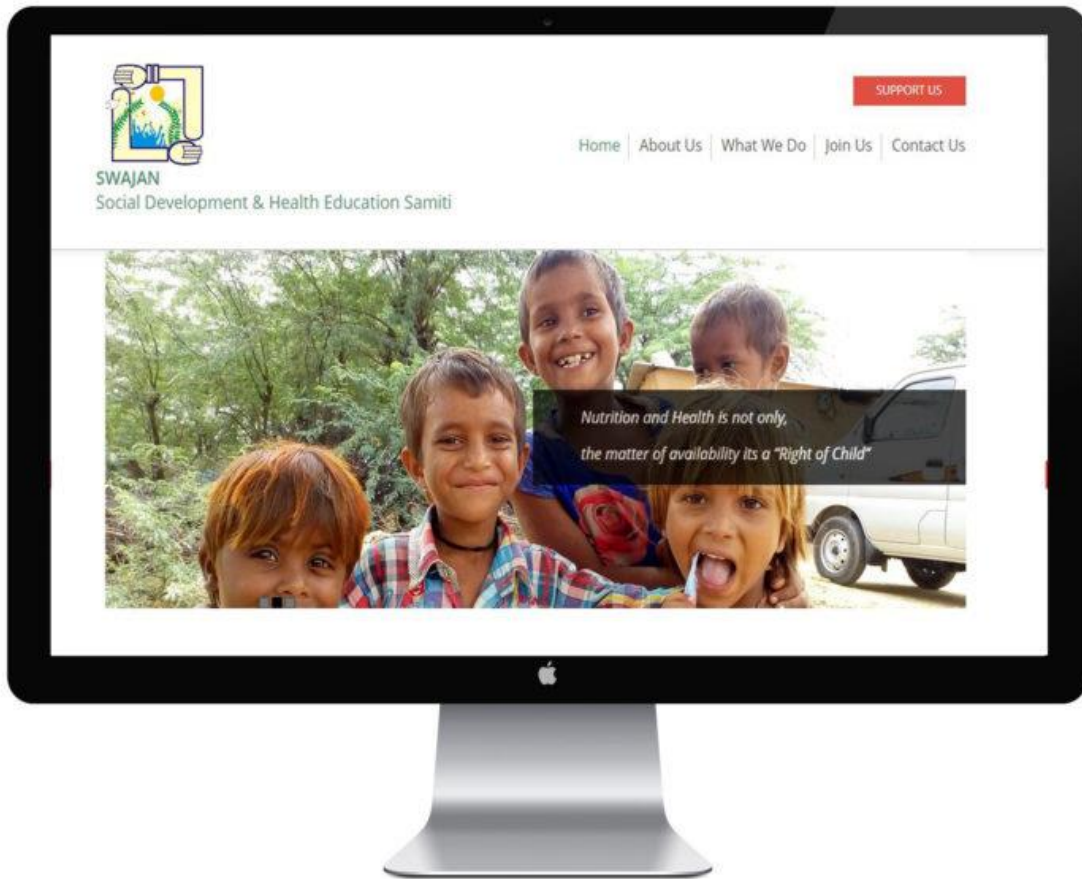 SUPPORT US
Home About Us What We Do Join Us Contact Us
SWAJAN
Social Development & Health Education Samiti
Nutrition and Health is not only,
the matter of availability its a “Right of Child”